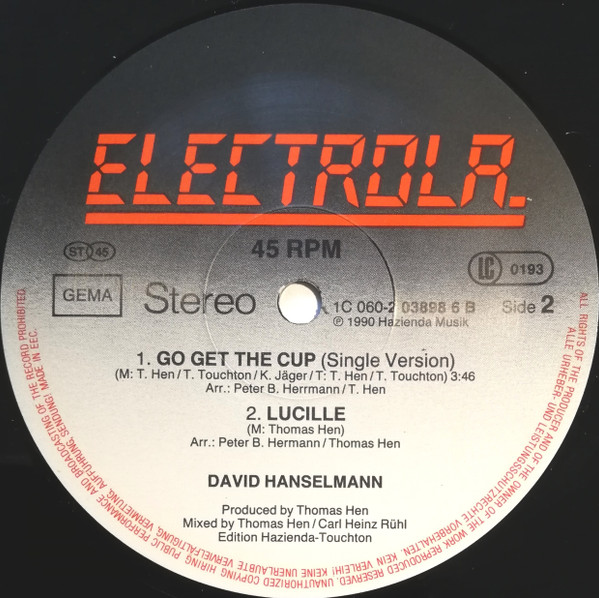 ELECTROLA.
45 RPM
ST 45
LC 0193
GEMA
Stereo
1C 060-2 03898 6 B
Side 2
℗ 1990 Hazienda Musik
1. GO GET THE CUP (Single Version)
(M: T. Hen/T. Touchton/K. Jäger/T: T. Hen/T. Touchton) 3:46
Arr.: Peter B. Herrmann/T. Hen
2. LUCILLE
(M: Thomas Hen)
Arr.: Peter B. Hermann/Thomas Hen
DAVID HANSELMANN
Produced by Thomas Hen
Mixed by Thomas Hen/Carl Heinz Rühl
Edition Hazienda-Touchton
ALL RIGHTS OF THE PRODUCER AND OF THE OWNER OF THE WORK REPRODUCED RESERVED. UNAUTHORIZED COPYING HIRING PUBLIC PERFORMANCE AND BROADCASTING OF THE RECORD PROHIBITED.
ALLE URHEBER- UND LEISTUNGSSCHUTZRECHTE VORBEHALTEN. KEIN VERLEIH! KEINE UNERLAUBTE VERVIELFÄLTIGUNG, VERMIETUNG, AUFFÜHRUNG, SENDUNG! MADE IN EEC.